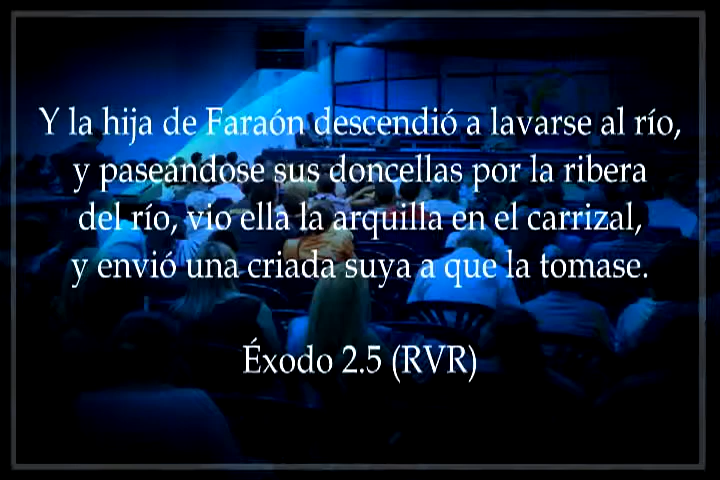 Y la hija de Faraón descendió a lavarse al río,
y paseándose sus doncellas por la ribera
del río, vio ella la arquilla en el carrizal,
y envió una criada suya a que la tomase.
Éxodo 2.5 (RVR)